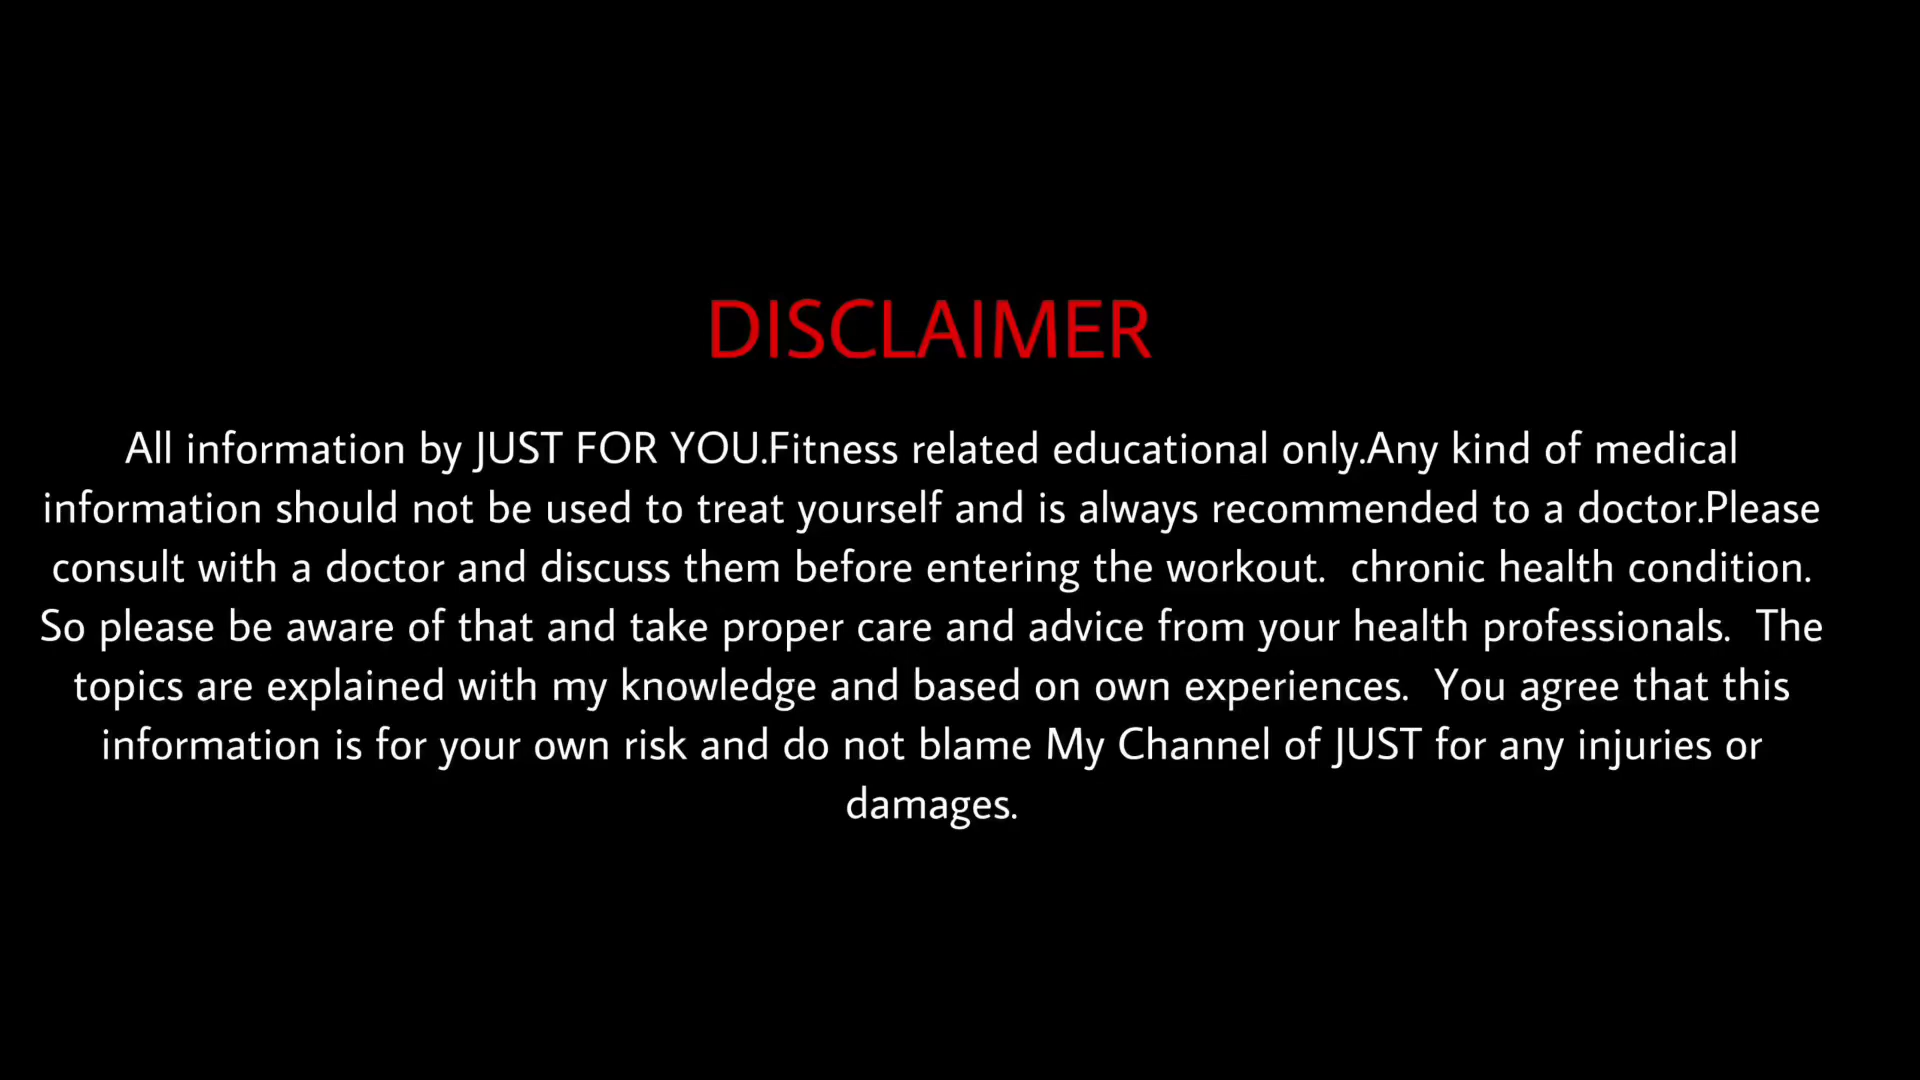 DISCLAIMER
All information by JUST FOR YOU.Fitness related educational only.Any kind of medical
information should not be used to treat yourself and is always recommended to a doctor.Please
consult with a doctor and discuss them before entering the workout.  chronic health condition.
So please be aware of that and take proper care and advice from your health professionals.  The
topics are explained with my knowledge and based on own experiences.  You agree that this
information is for your own risk and do not blame My Channel of JUST for any injuries or
damages.